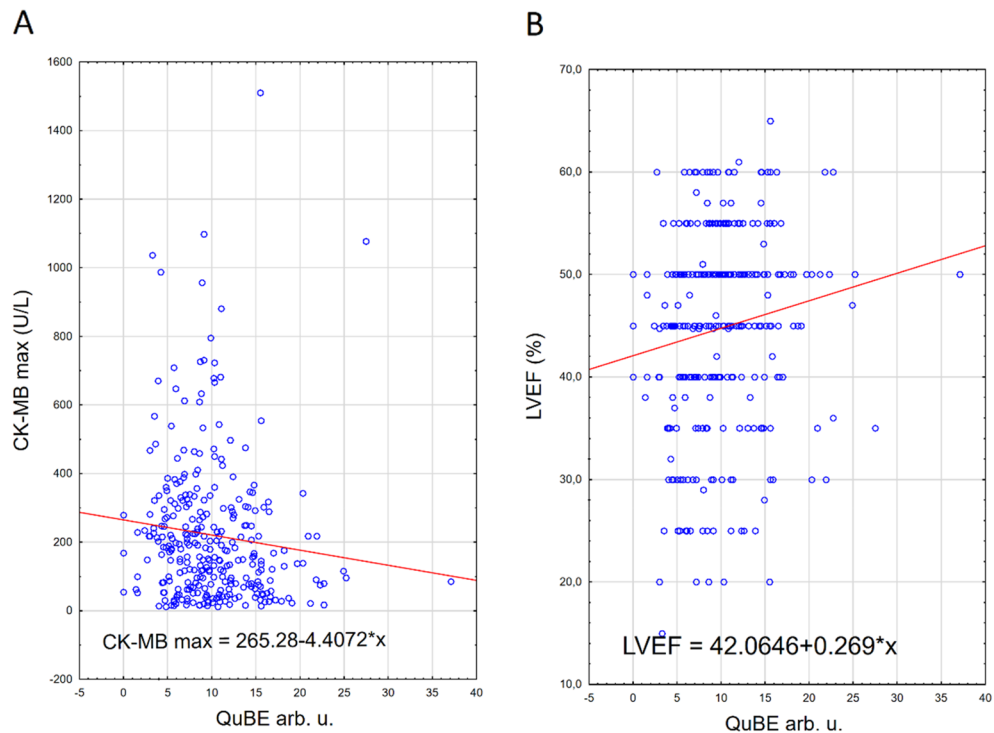 A
B
1600
1400
1200
1000
800
600
400
200
0
-200
CK-MB max (U/L)
CK-MB max = 265.28-4.4072*x
-5 0 5 10 15 20 25 30 35 40
QuBE arb. u.
70,0
60,0
50,0
40,0
30,0
20,0
10,0
LVEF (%)
LVEF = 42.0646+0.269*x
-5 0 5 10 15 20 25 30 35 40
QuBE arb. u.